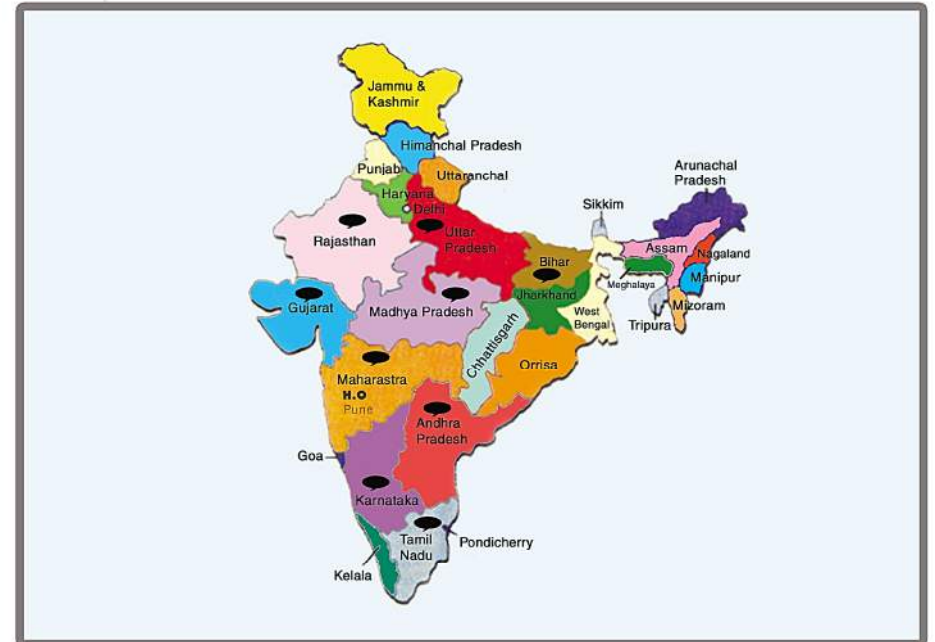 Jammu &
Kashmir
Himanchal Pradesh
Punjab
Uttaranchal
Haryana
Delhi
Arunachal
Pradesh
Sikkim
Rajasthan
Uttar
Pradesh
Assam
Nagaland
Bihar
Meghalaya
Manipur
Jharkhand
Gujarat
Madhya Pradesh
West
Bengal
Mizoram
Tripura
Chhattisgarh
Orrisa
Maharastra
H.O
Pune
Andhra
Pradesh
Goa
Karnataka
Tamil
Nadu
Pondicherry
Kelala